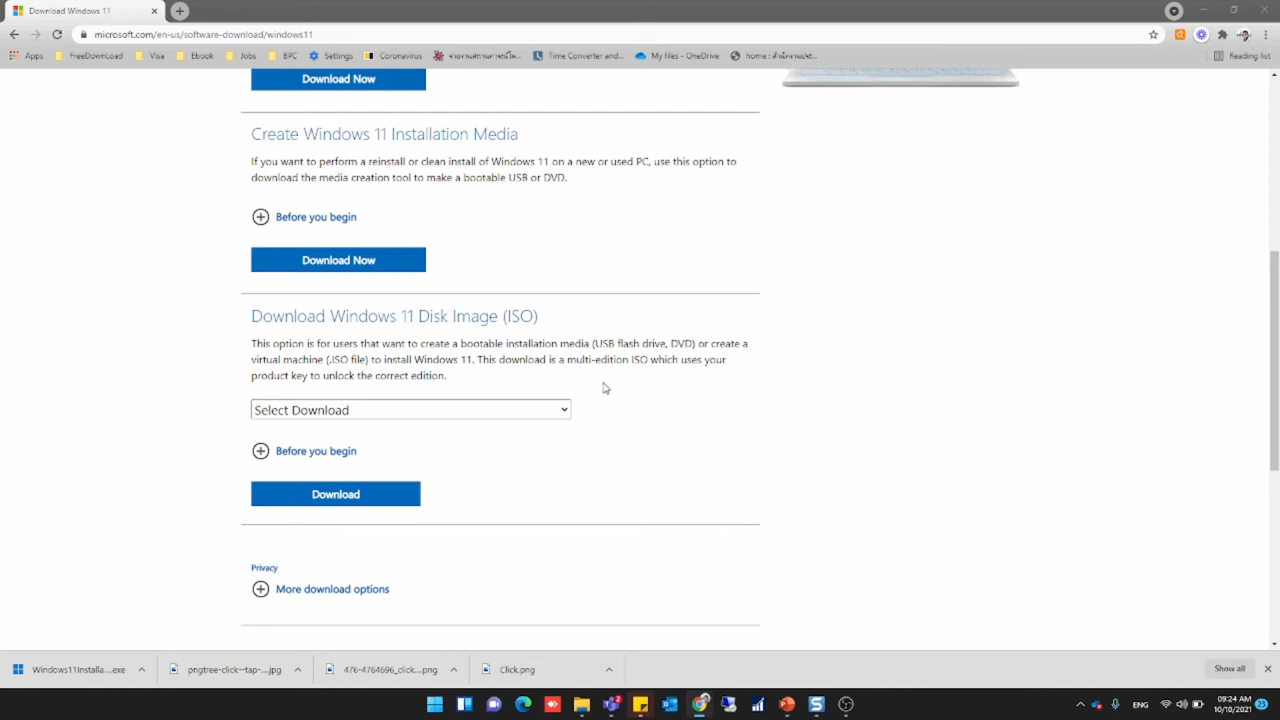 Download Windows 11
microsoft.com/en-us/software-download/windows11
Apps FreeDownLoad Visa Ebook Jobs BPC Settings Coronavirus Time Converter and... My files - OneDrive Reading list
Download Now
Create Windows 11 Installation Media
If you want to perform a reinstall or clean install of Windows 11 on a new or used PC, use this option to
download the media creation tool to make a bootable USB or DVD.
Before you begin
Download Now
Download Windows 11 Disk Image (ISO)
This option is for users that want to create a bootable installation media (USB flash drive, DVD) or create a
virtual machine (.ISO file) to install Windows 11. This download is a multi-edition ISO which uses your
product key to unlock the correct edition.
Select Download
Before you begin
Download
Privacy
More download options
Windows11Installa....exe pngtree-click--tap-....jpg 476-4764696_click....png Click.png Show all
ENG 09:24 AM
10/18/2021 23